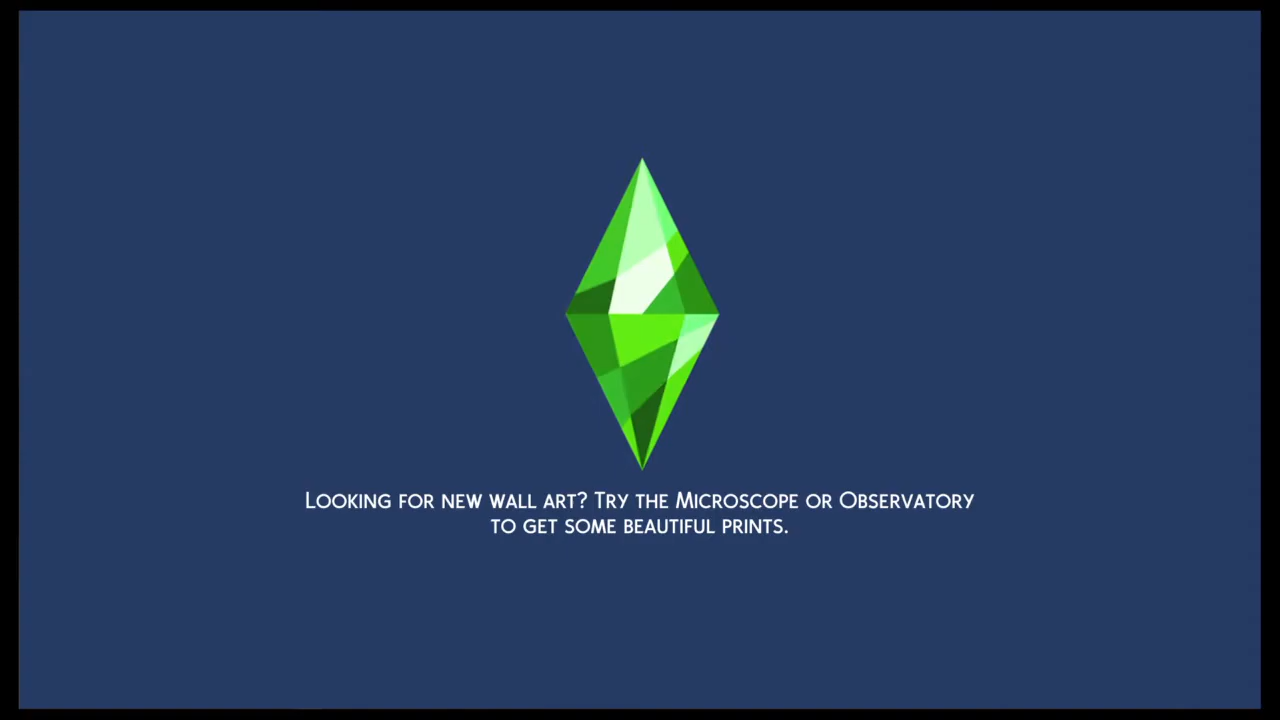 Looking for new wall art? Try the Microscope or Observatory
to get some beautiful prints.